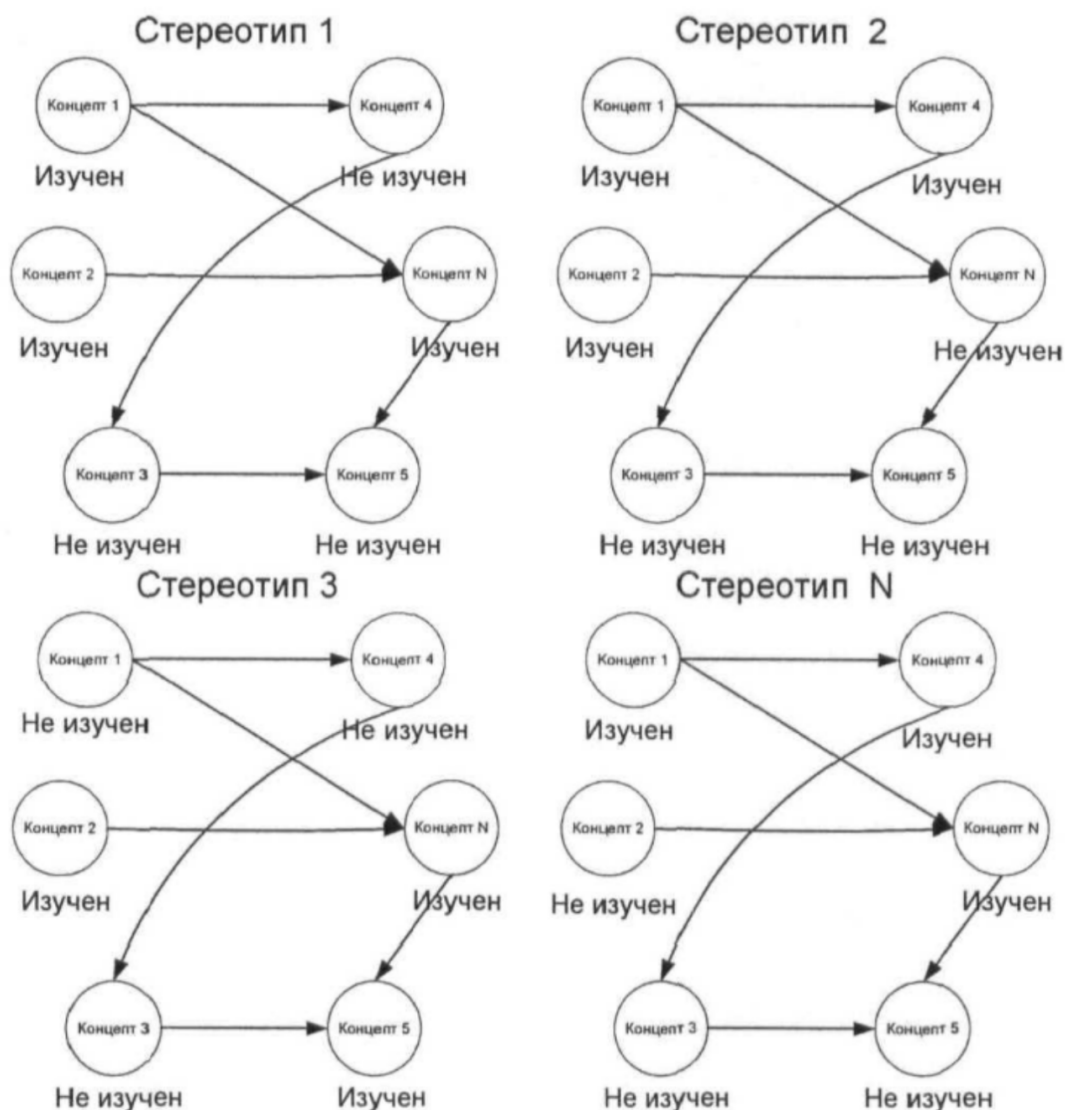 Стереотип 1
Стереотип 2
Концепт 1
Концепт 4
Концепт 1
Концепт 4
Изучен
Не изучен
Изучен
Изучен
Концепт 2
Концепт N
Концепт 2
Концепт N
Изучен
Изучен
Изучен
Не изучен
Концепт 3
Концепт 5
Концепт 3
Концепт 5
Не изучен
Не изучен
Не изучен
Не изучен
Стереотип 3
Стереотип N
Концепт 1
Концепт 4
Концепт 1
Концепт 4
Не изучен
Не изучен
Изучен
Изучен
Концепт 2
Концепт N
Концепт 2
Концепт N
Изучен
Изучен
Не изучен
Изучен
Концепт 3
Концепт 5
Концепт 3
Концепт 5
Не изучен
Изучен
Не изучен
Не изучен